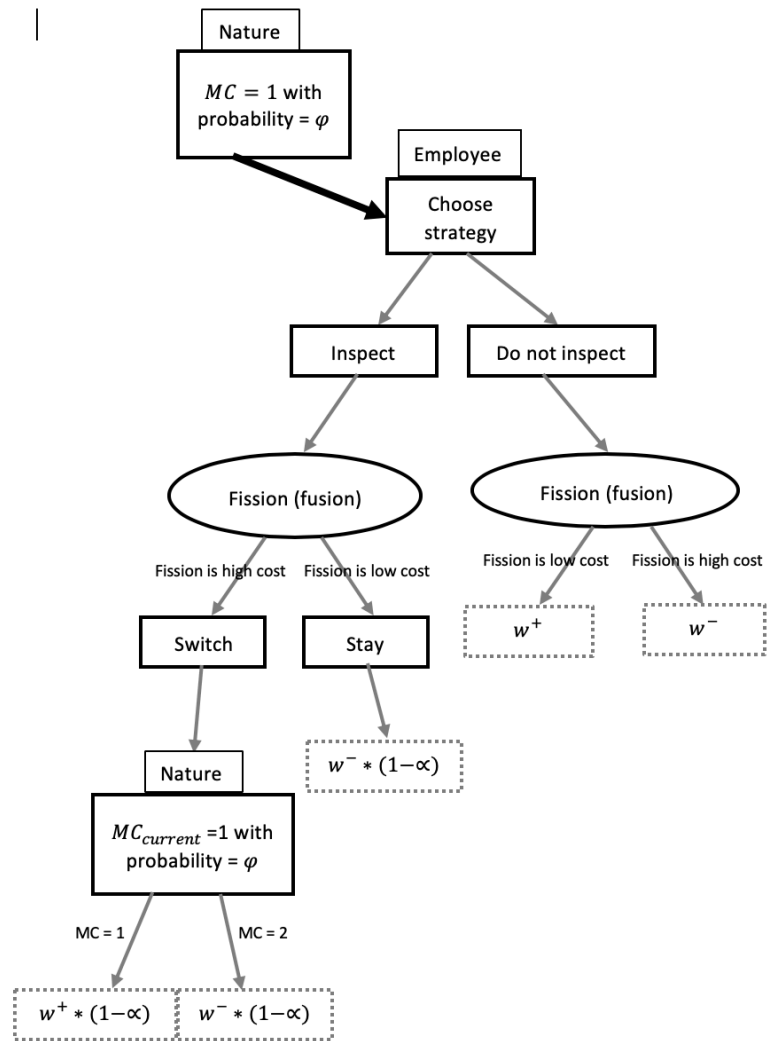 Nature
MC = 1 with
probability = φ
Employee
Choose
strategy
Inspect
Do not inspect
Fission (fusion)
Fission (fusion)
Fission is high cost
Fission is low cost
Fission is low cost
Fission is high cost
w⁺
w⁻
Switch
Stay
w⁻ * (1−∝)
Nature
MC_current =1 with
probability = φ
MC = 1
MC = 2
w⁺ * (1−∝)
w⁻ * (1−∝)